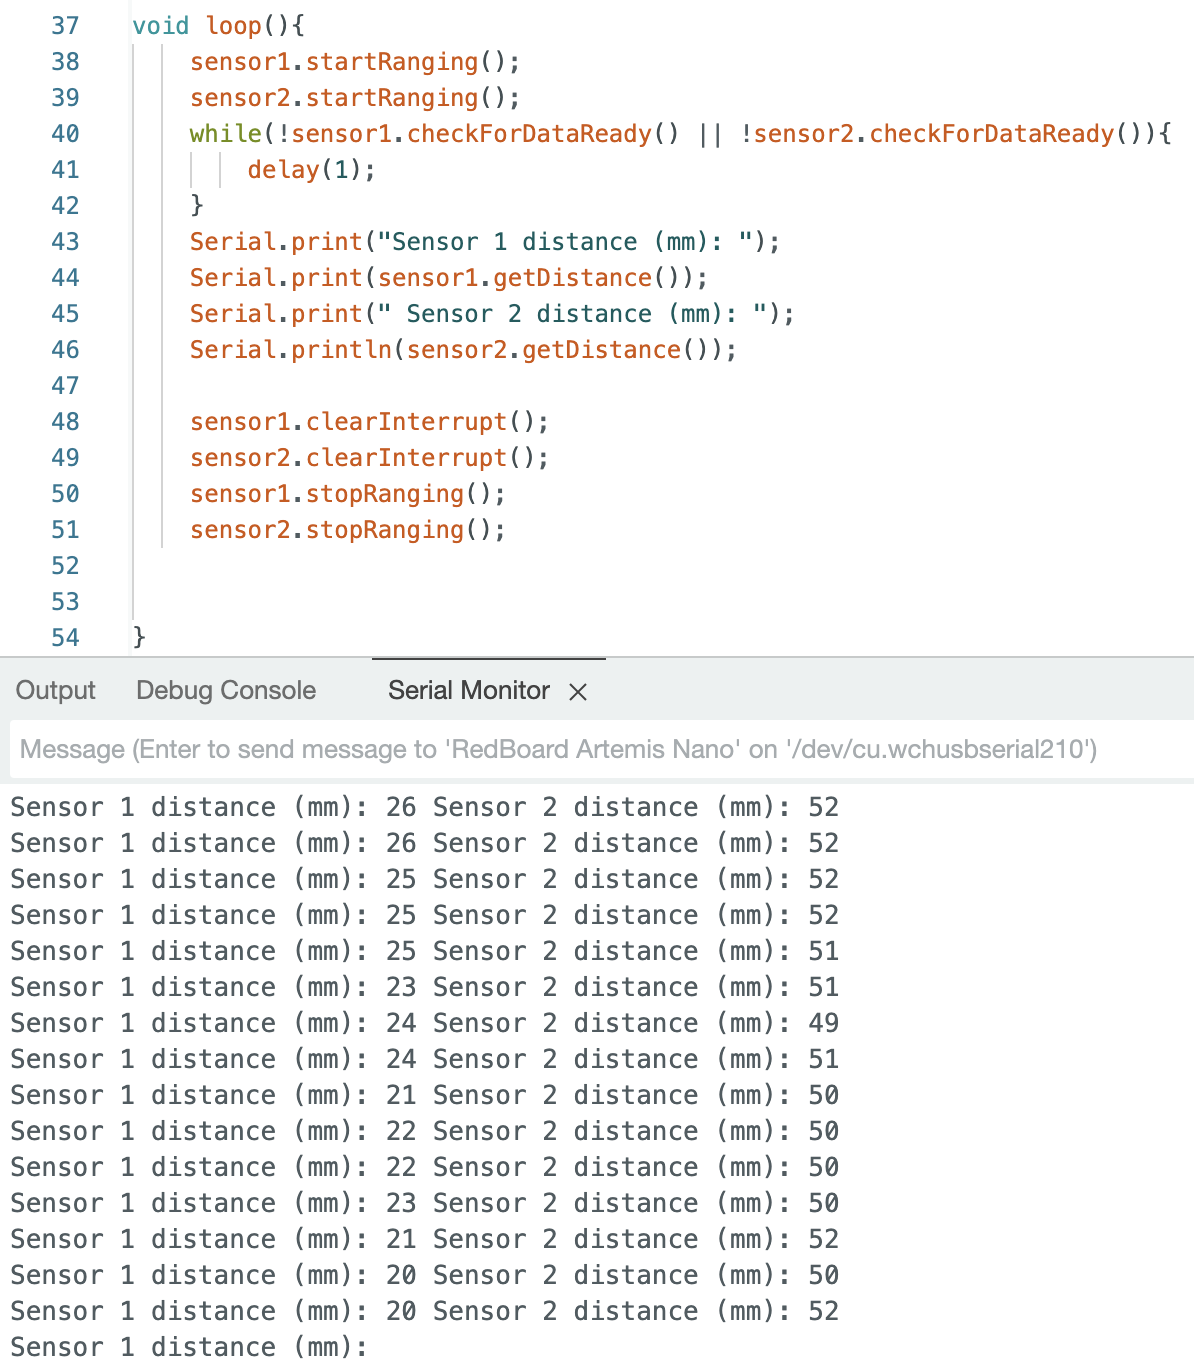 37 void loop(){
38 sensor1.startRanging();
39 sensor2.startRanging();
40 while(!sensor1.checkForDataReady() || !sensor2.checkForDataReady()){
41 delay(1);
42 }
43 Serial.print("Sensor 1 distance (mm): ");
44 Serial.print(sensor1.getDistance());
45 Serial.print(" Sensor 2 distance (mm): ");
46 Serial.println(sensor2.getDistance());
47
48 sensor1.clearInterrupt();
49 sensor2.clearInterrupt();
50 sensor1.stopRanging();
51 sensor2.stopRanging();
52
53
54 }
Output Debug Console Serial Monitor ×
Message (Enter to send message to 'RedBoard Artemis Nano' on '/dev/cu.wchusbserial210')
Sensor 1 distance (mm): 26 Sensor 2 distance (mm): 52
Sensor 1 distance (mm): 26 Sensor 2 distance (mm): 52
Sensor 1 distance (mm): 25 Sensor 2 distance (mm): 52
Sensor 1 distance (mm): 25 Sensor 2 distance (mm): 52
Sensor 1 distance (mm): 25 Sensor 2 distance (mm): 51
Sensor 1 distance (mm): 23 Sensor 2 distance (mm): 51
Sensor 1 distance (mm): 24 Sensor 2 distance (mm): 49
Sensor 1 distance (mm): 24 Sensor 2 distance (mm): 51
Sensor 1 distance (mm): 21 Sensor 2 distance (mm): 50
Sensor 1 distance (mm): 22 Sensor 2 distance (mm): 50
Sensor 1 distance (mm): 22 Sensor 2 distance (mm): 50
Sensor 1 distance (mm): 23 Sensor 2 distance (mm): 50
Sensor 1 distance (mm): 21 Sensor 2 distance (mm): 52
Sensor 1 distance (mm): 20 Sensor 2 distance (mm): 50
Sensor 1 distance (mm): 20 Sensor 2 distance (mm): 52
Sensor 1 distance (mm):